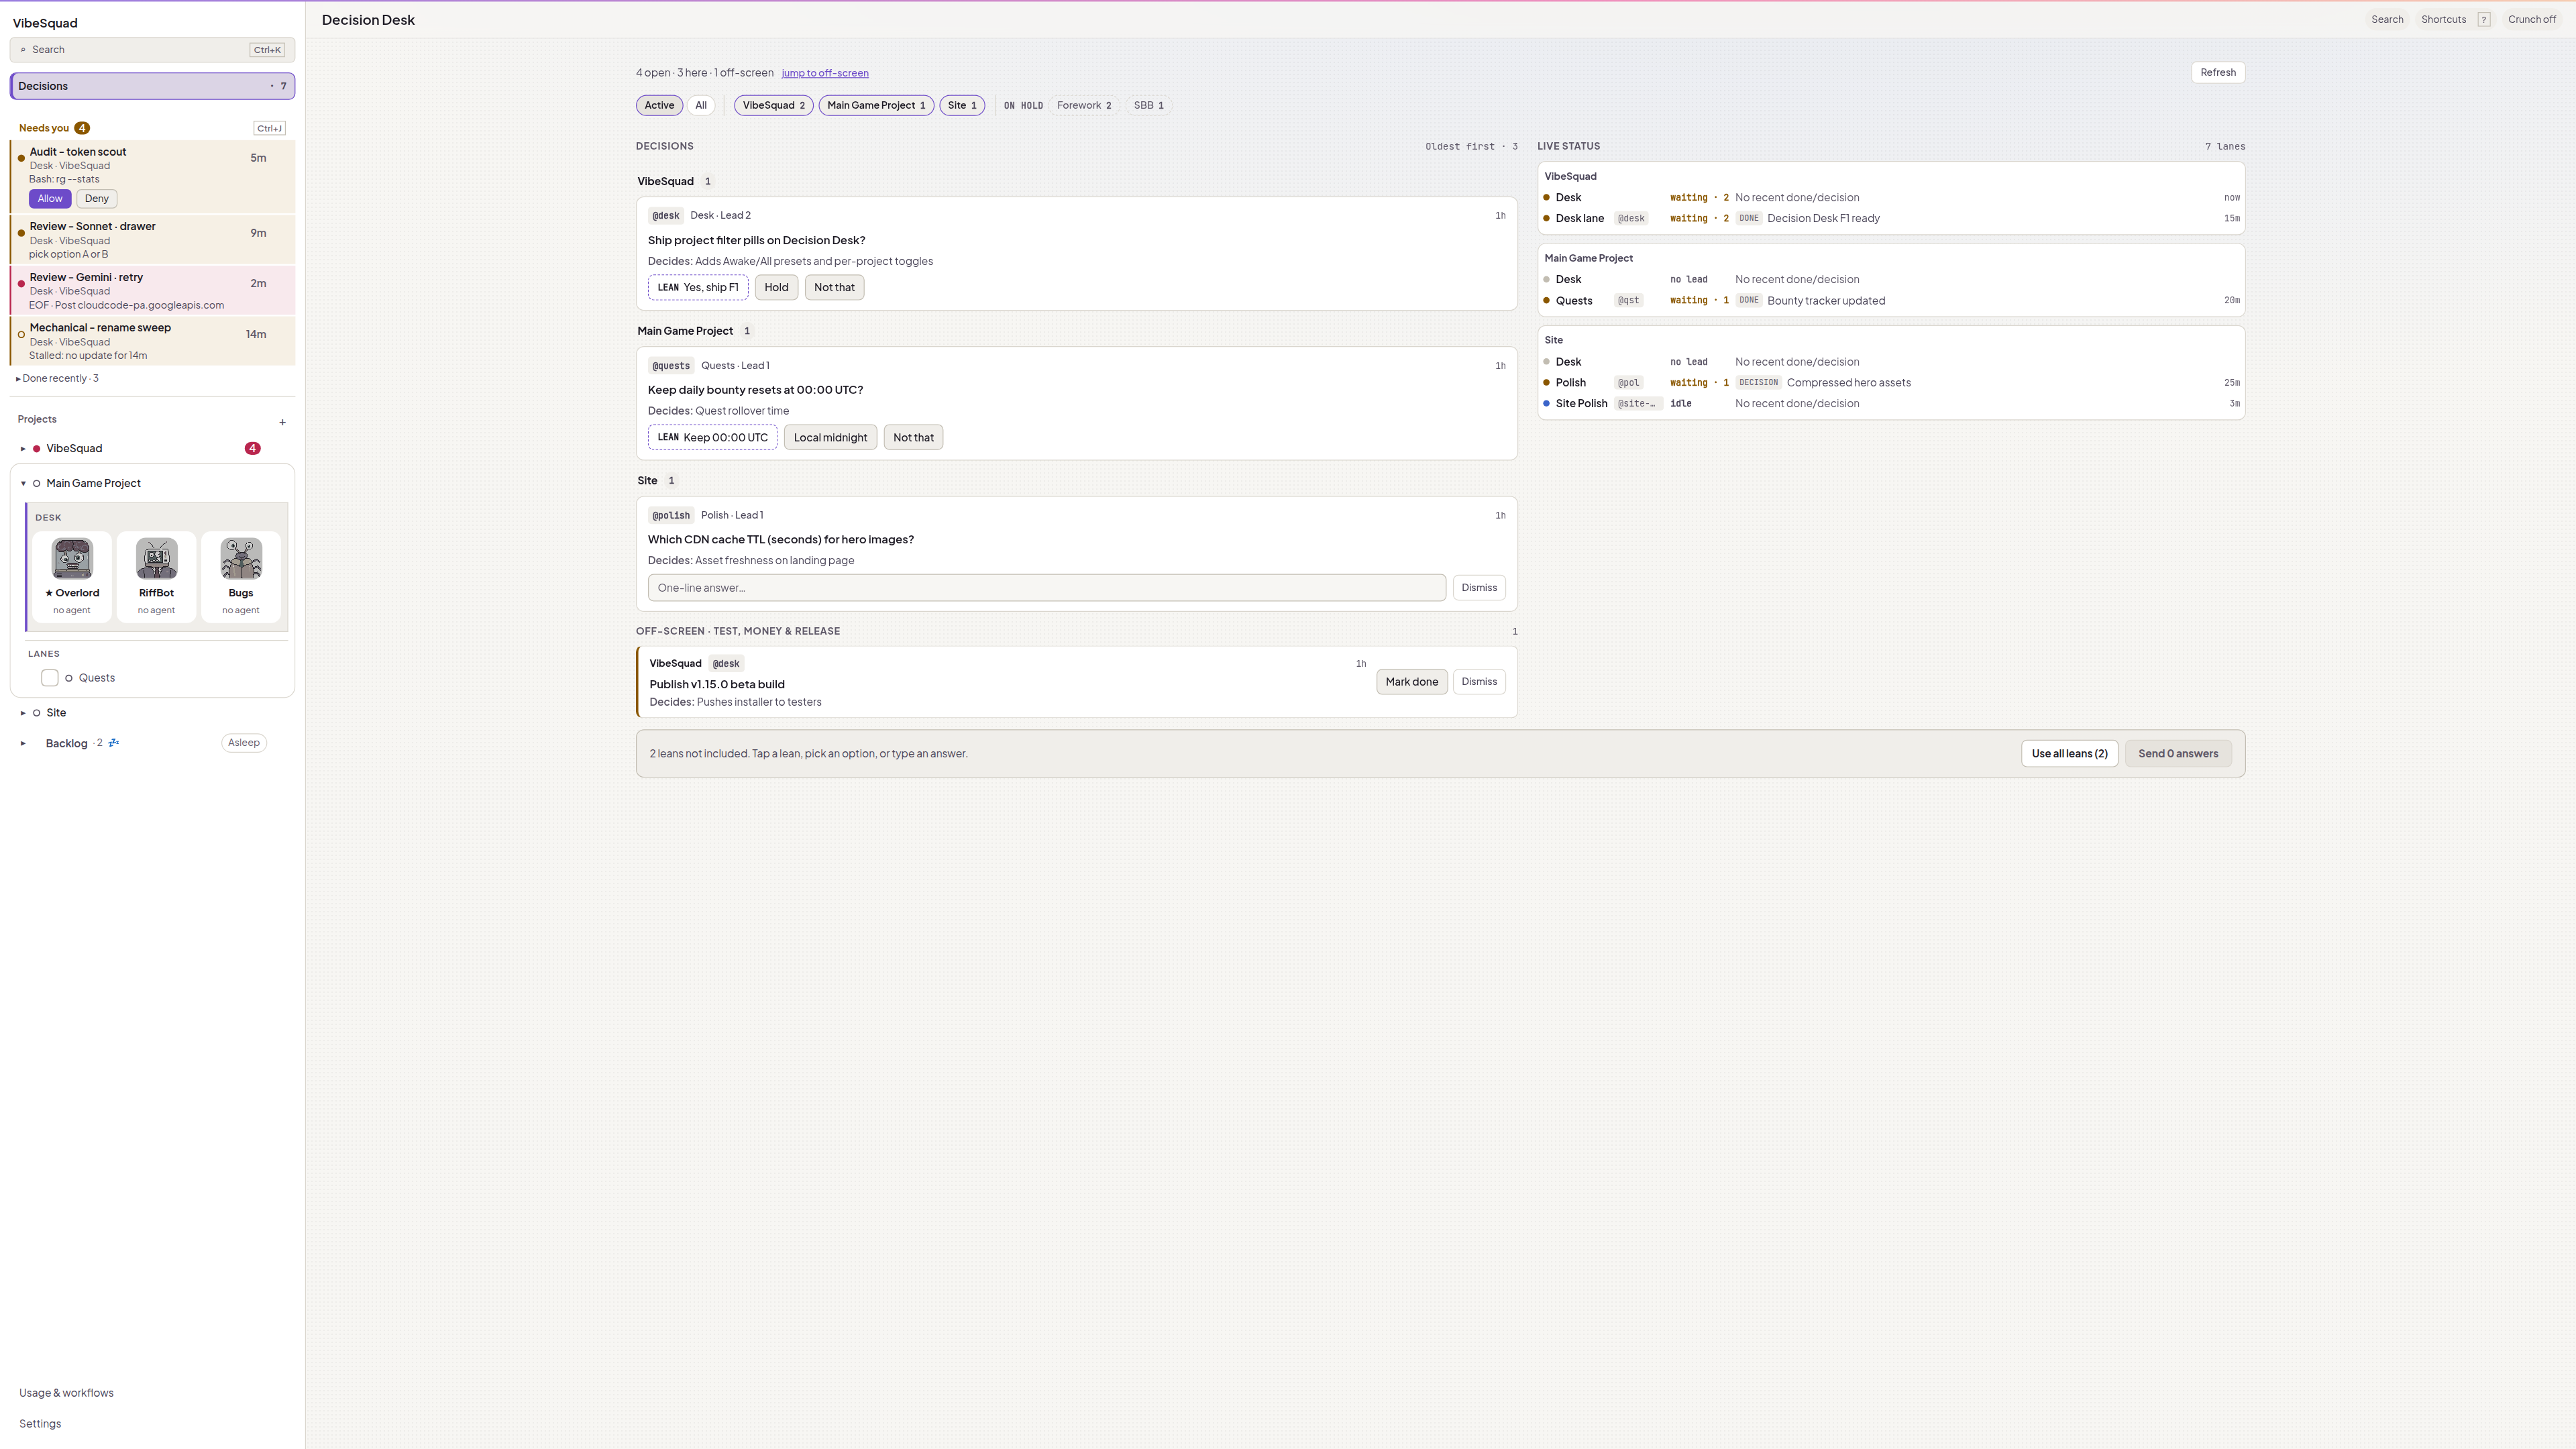 VibeSquad
Search Ctrl+K
Decisions · 7
Needs you 4 Ctrl+J
Audit – token scout 5m
Desk · VibeSquad
Bash: rg --stats
Allow Deny
Review – Sonnet · drawer 9m
Desk · VibeSquad
pick option A or B
Review – Gemini · retry 2m
Desk · VibeSquad
EOF · Post cloudcode-pa.googleapis.com
Mechanical – rename sweep 14m
Desk · VibeSquad
Stalled: no update for 14m
▸ Done recently · 3
Projects +
▸ VibeSquad 4
▾ Main Game Project
DESK
★ Overlord RiffBot Bugs
no agent no agent no agent
LANES
Quests
▸ Site
▸ Backlog · 2 💤 Asleep
Usage & workflows
Settings
Decision Desk Search Shortcuts ? Crunch off
4 open · 3 here · 1 off-screen jump to off-screen Refresh
Active All VibeSquad 2 Main Game Project 1 Site 1 ON HOLD Forework 2 SBB 1
DECISIONS Oldest first · 3
VibeSquad 1
@desk Desk · Lead 2 1h
Ship project filter pills on Decision Desk?
Decides: Adds Awake/All presets and per-project toggles
LEAN Yes, ship F1 Hold Not that
Main Game Project 1
@quests Quests · Lead 1 1h
Keep daily bounty resets at 00:00 UTC?
Decides: Quest rollover time
LEAN Keep 00:00 UTC Local midnight Not that
Site 1
@polish Polish · Lead 1 1h
Which CDN cache TTL (seconds) for hero images?
Decides: Asset freshness on landing page
One-line answer… Dismiss
OFF-SCREEN · TEST, MONEY & RELEASE 1
VibeSquad @desk 1h
Publish v1.15.0 beta build
Decides: Pushes installer to testers
Mark done Dismiss
LIVE STATUS 7 lanes
VibeSquad
Desk waiting · 2 No recent done/decision now
Desk lane @desk waiting · 2 DONE Decision Desk F1 ready 15m
Main Game Project
Desk no lead No recent done/decision
Quests @qst waiting · 1 DONE Bounty tracker updated 20m
Site
Desk no lead No recent done/decision
Polish @pol waiting · 1 DECISION Compressed hero assets 25m
Site Polish @site-… idle No recent done/decision 3m
2 leans not included. Tap a lean, pick an option, or type an answer. Use all leans (2) Send 0 answers